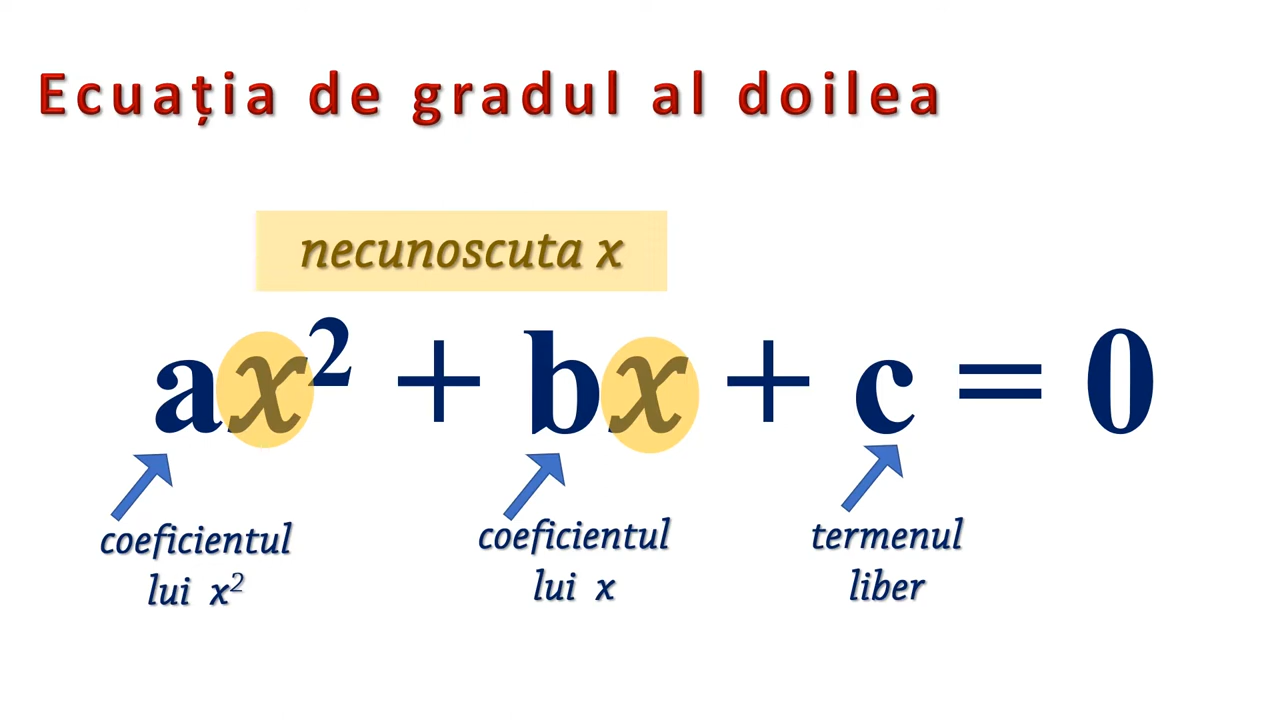 Ecuația de gradul al doilea
necunoscuta x
ax² + bx + c = 0
coeficientul
lui x²
coeficientul
lui x
termenul
liber